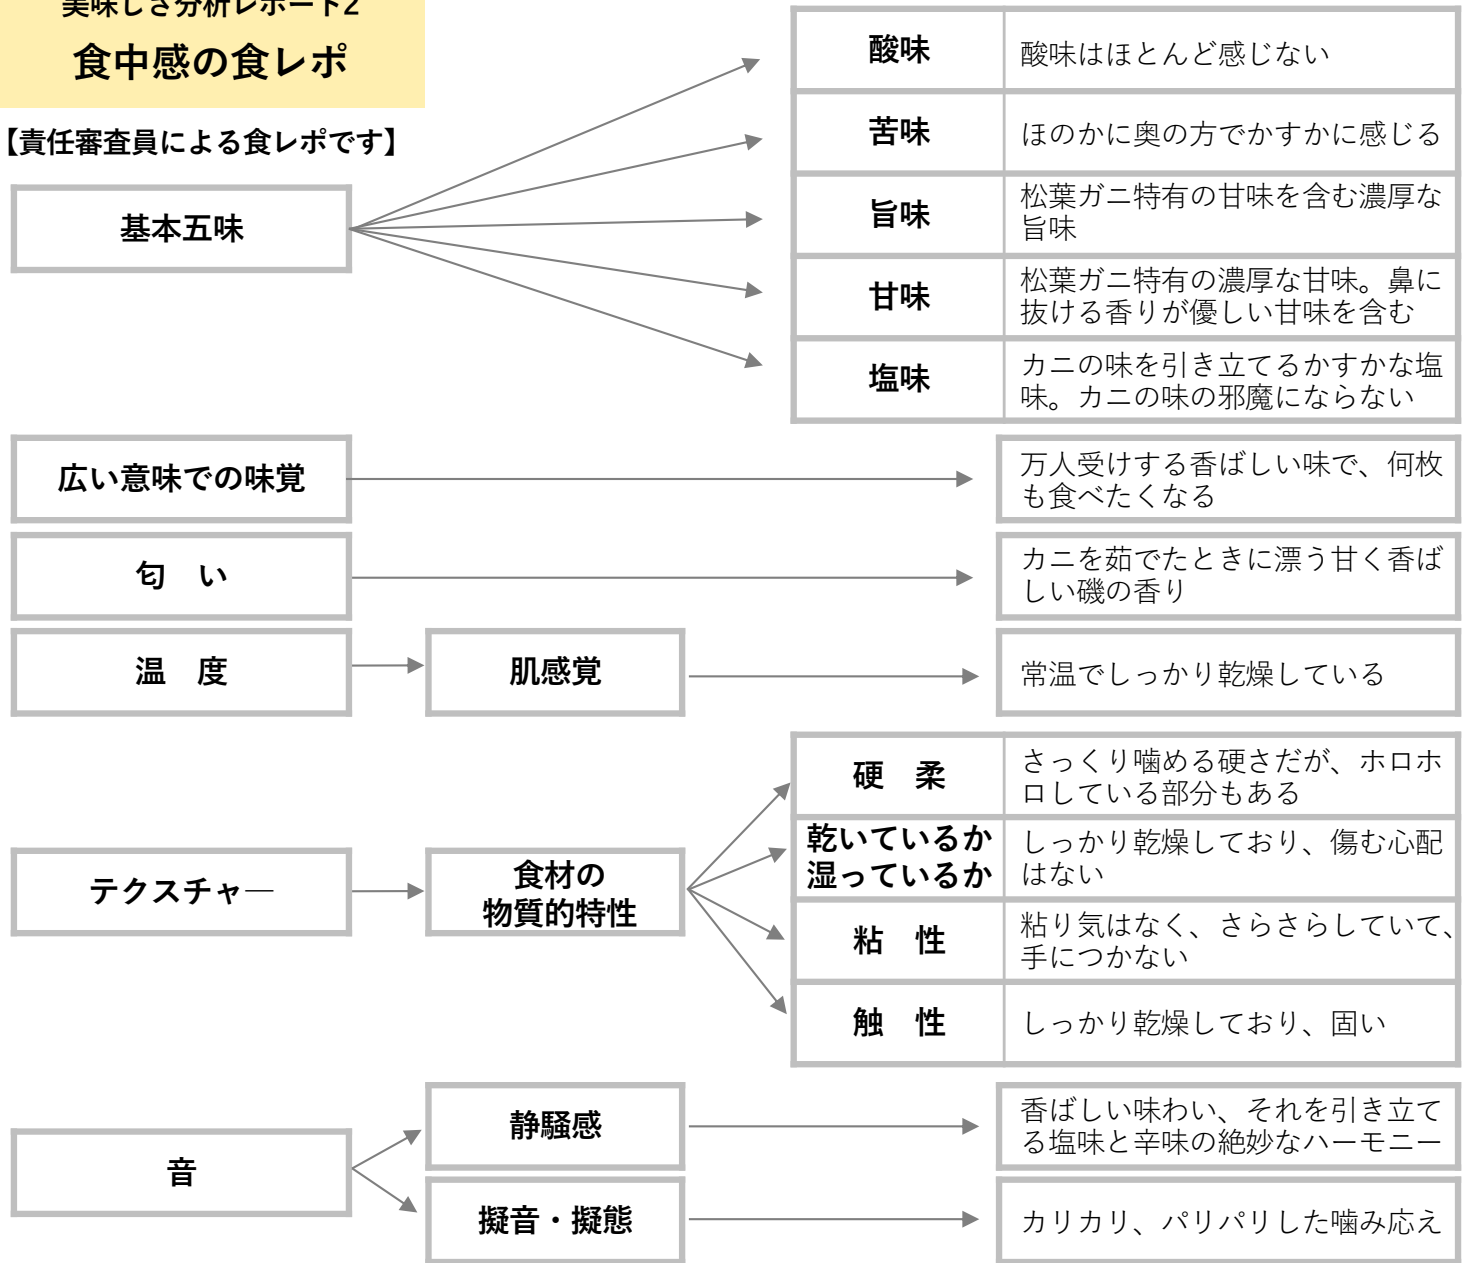 美味しさ分析レポート2
食中感の食レポ
【責任審査員による食レポです】
基本五味
酸味
酸味はほとんど感じない
苦味
ほのかに奥の方でかすかに感じる
旨味
松葉ガニ特有の甘味を含む濃厚な
旨味
甘味
松葉ガニ特有の濃厚な甘味。鼻に
抜ける香りが優しい甘味を含む
塩味
カニの味を引き立てるかすかな塩
味。カニの味の邪魔にならない
広い意味での味覚
万人受けする香ばしい味で、何枚
も食べたくなる
匂　い
カニを茹でたときに漂う甘く香ば
しい磯の香り
温　度
肌感覚
常温でしっかり乾燥している
テクスチャ―
食材の
物質的特性
硬　柔
さっくり噛める硬さだが、ホロホ
ロしている部分もある
乾いているか
湿っているか
しっかり乾燥しており、傷む心配
はない
粘　性
粘り気はなく、さらさらしていて、
手につかない
触　性
しっかり乾燥しており、固い
音
静騒感
香ばしい味わい、それを引き立て
る塩味と辛味の絶妙なハーモニー
擬音・擬態
カリカリ、パリパリした噛み応え